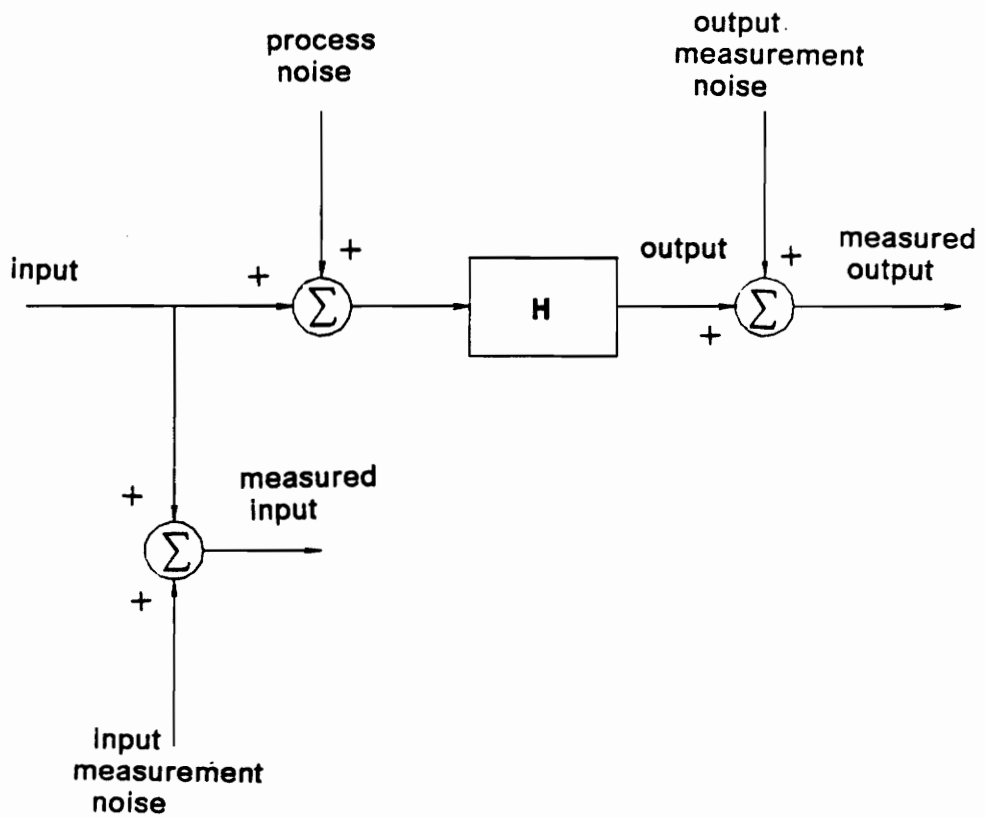 process
noise
output
measurement
noise
+
+
input
+
Σ
H
output
+
Σ
measured
output
+
+
Σ
measured
input
+
input
measurement
noise